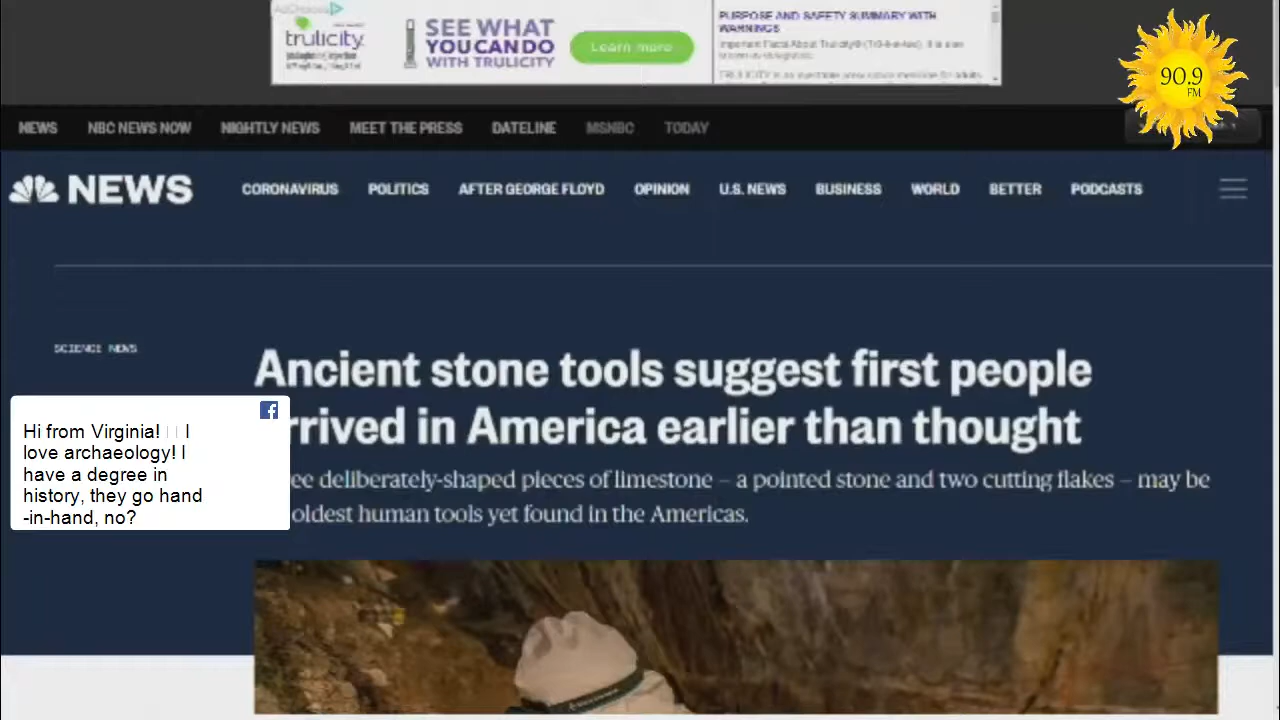 AdChoices
trulicity
SEE WHAT
YOU CAN DO
WITH TRULICITY
Learn more
PURPOSE AND SAFETY SUMMARY WITH
WARNINGS
90.9
FM
NEWS NBC NEWS NOW NIGHTLY NEWS MEET THE PRESS DATELINE MSNBC TODAY
NEWS CORONAVIRUS POLITICS AFTER GEORGE FLOYD OPINION U.S. NEWS BUSINESS WORLD BETTER PODCASTS
SCIENCE NEWS
Ancient stone tools suggest first people
rrived in America earlier than thought
ee deliberately-shaped pieces of limestone – a pointed stone and two cutting flakes – may be
oldest human tools yet found in the Americas.
Hi from Virginia! I
love archaeology! I
have a degree in
history, they go hand
-in-hand, no?